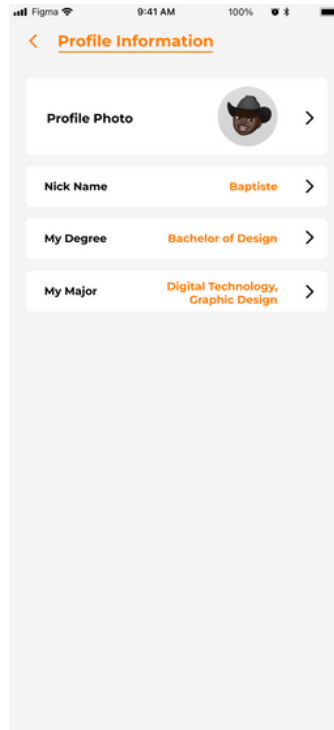 Figma 9:41 AM 100%
Profile Information
Profile Photo
Nick Name Baptiste
My Degree Bachelor of Design
My Major Digital Technology,
Graphic Design